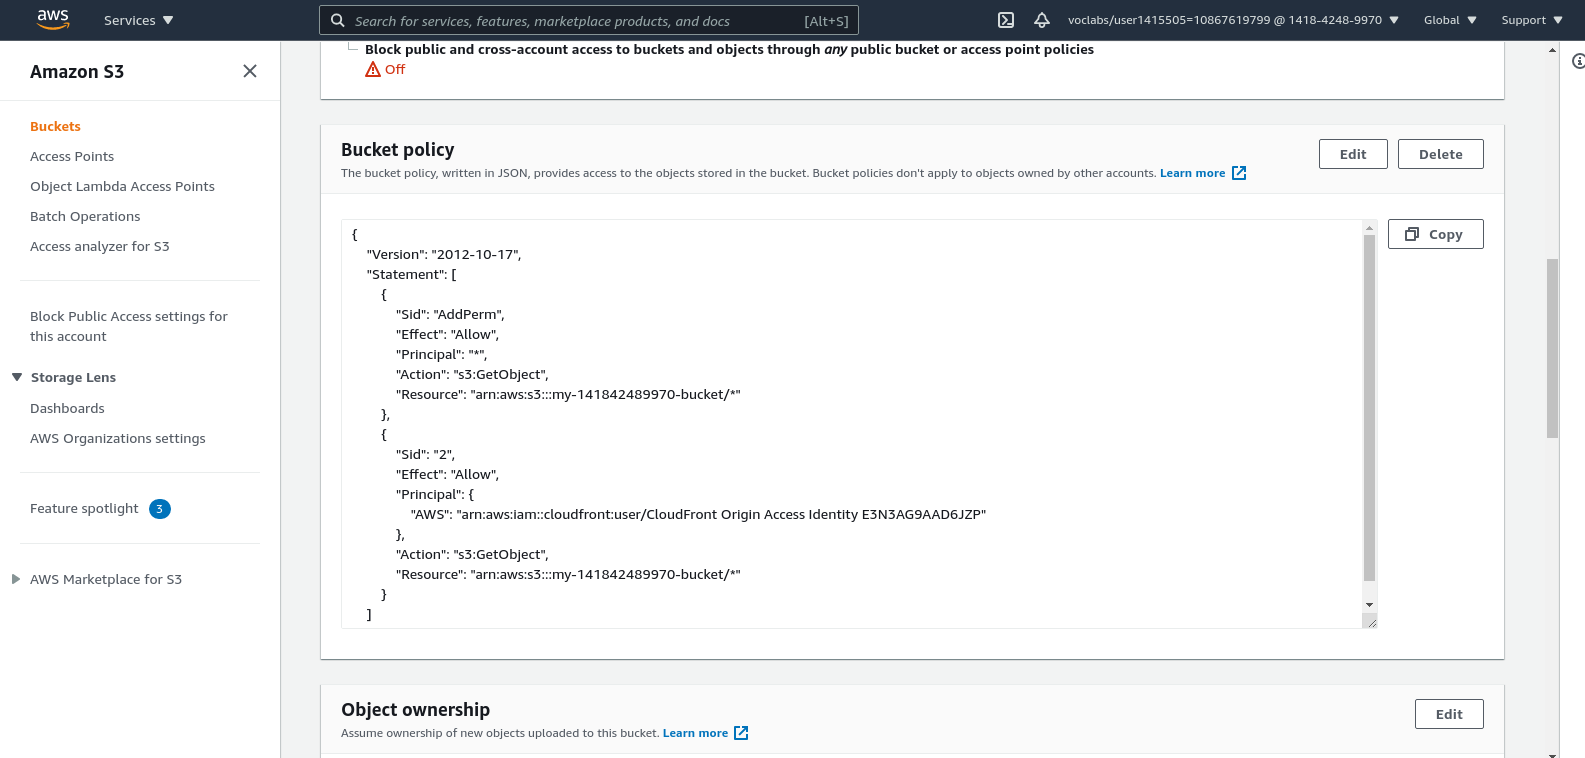 aws
Services
Search for services, features, marketplace products, and docs [Alt+S]
voclabs/user1415505=10867619799 @ 1418-4248-9970
Global
Support
Amazon S3
Buckets
Access Points
Object Lambda Access Points
Batch Operations
Access analyzer for S3
Block Public Access settings for
this account
Storage Lens
Dashboards
AWS Organizations settings
Feature spotlight 3
AWS Marketplace for S3
Block public and cross-account access to buckets and objects through any public bucket or access point policies
Off
Bucket policy
Edit
Delete
The bucket policy, written in JSON, provides access to the objects stored in the bucket. Bucket policies don't apply to objects owned by other accounts. Learn more
Copy
{
"Version": "2012-10-17",
"Statement": [
{
"Sid": "AddPerm",
"Effect": "Allow",
"Principal": "*",
"Action": "s3:GetObject",
"Resource": "arn:aws:s3:::my-141842489970-bucket/*"
},
{
"Sid": "2",
"Effect": "Allow",
"Principal": {
"AWS": "arn:aws:iam::cloudfront:user/CloudFront Origin Access Identity E3N3AG9AAD6JZP"
},
"Action": "s3:GetObject",
"Resource": "arn:aws:s3:::my-141842489970-bucket/*"
}
]
Object ownership
Edit
Assume ownership of new objects uploaded to this bucket. Learn more